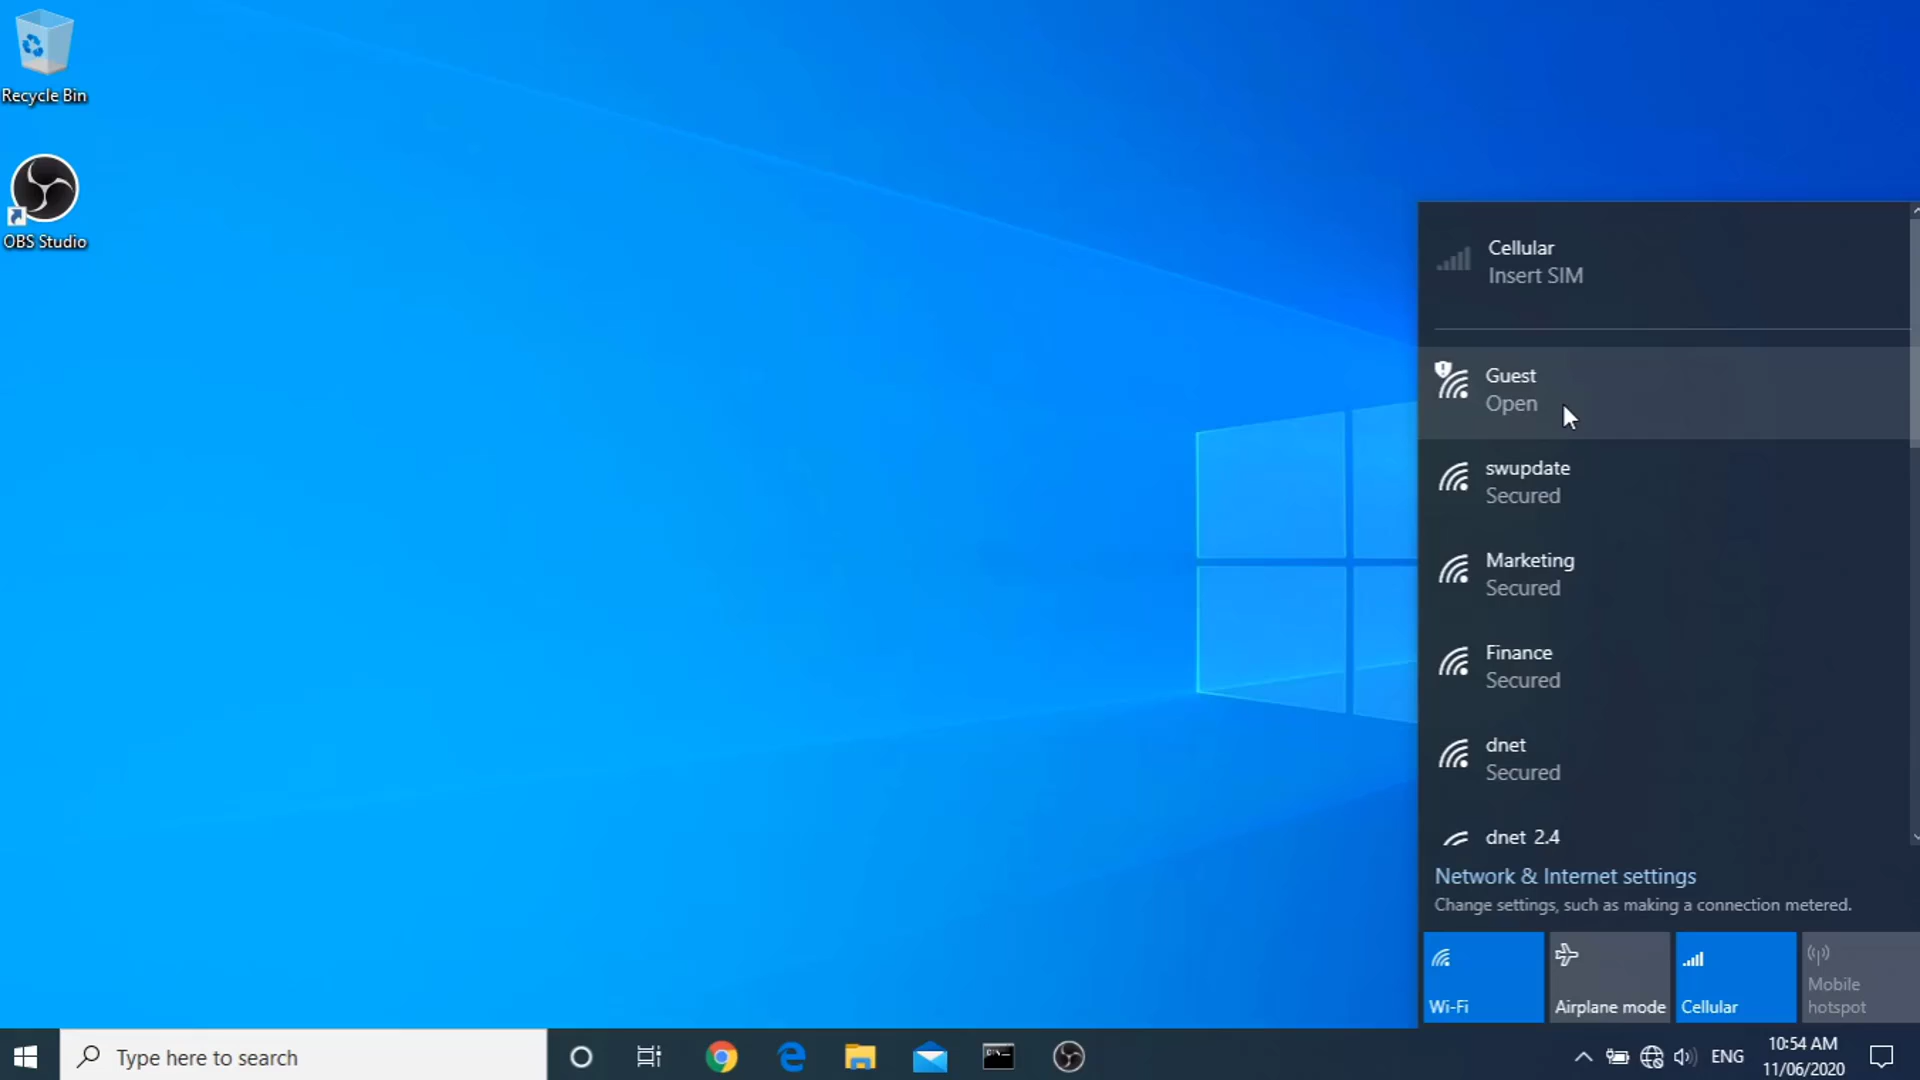 Recycle Bin
OBS Studio
Cellular
Insert SIM
Guest
Open
swupdate
Secured
Marketing
Secured
Finance
Secured
dnet
Secured
dnet 2.4
Network & Internet settings
Change settings, such as making a connection metered.
Wi-Fi
Airplane mode
Cellular
Mobile
hotspot
Type here to search
ENG
10:54 AM
11/06/2020